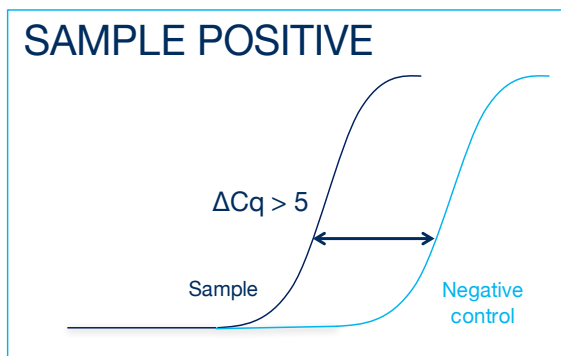 SAMPLE POSITIVE
ΔCq > 5
Sample
Negative
control